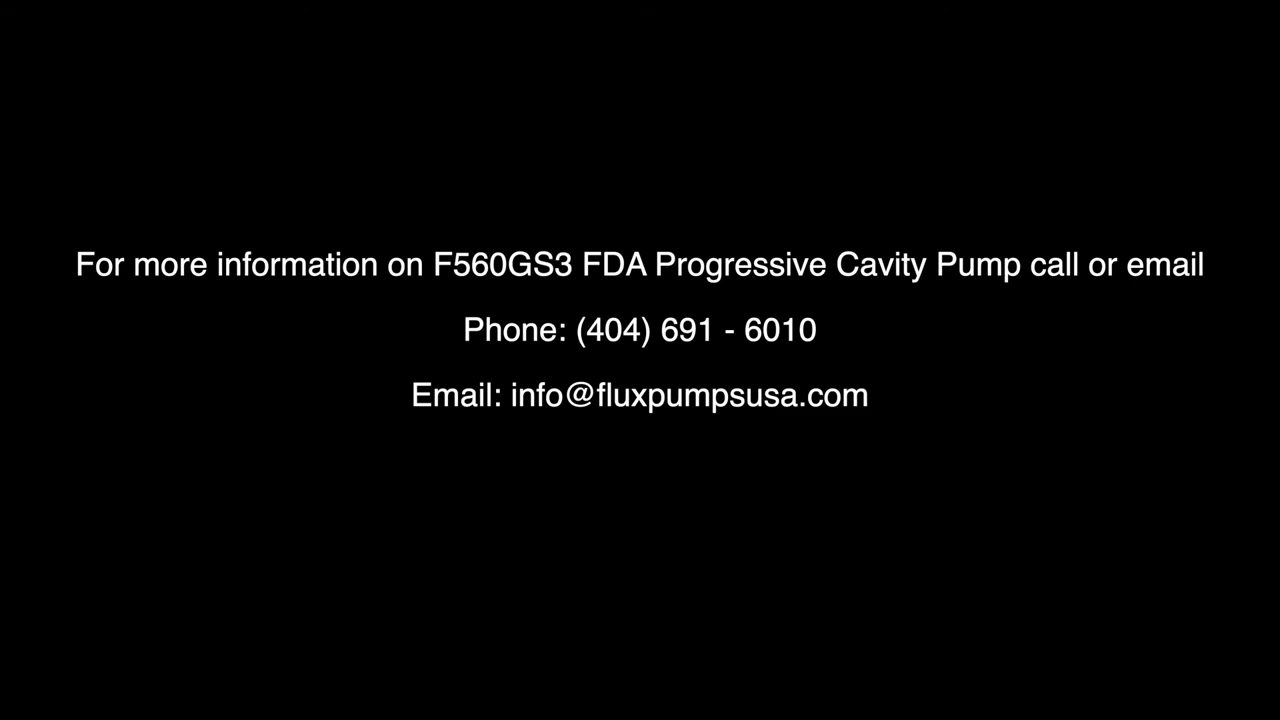 For more information on F560GS3 FDA Progressive Cavity Pump call or email
Phone: (404) 691 - 6010
Email: info@fluxpumpsusa.com